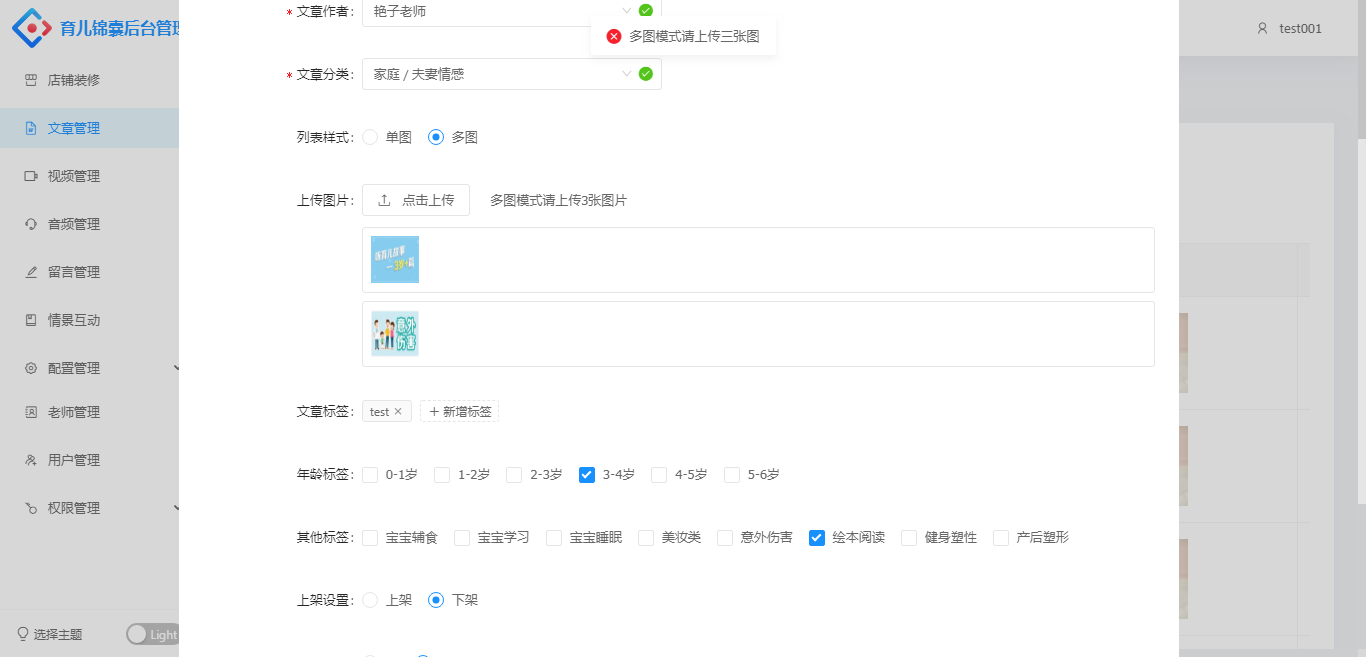 育儿锦囊后台管理
test001
店铺装修
文章管理
视频管理
音频管理
留言管理
情景互动
配置管理
老师管理
用户管理
权限管理
选择主题
Light
* 文章作者: 艳子老师
多图模式请上传三张图
* 文章分类: 家庭 / 夫妻情感
列表样式: 单图 多图
上传图片: 点击上传 多图模式请上传3张图片
听育儿故事
意外
伤害
文章标签: test × + 新增标签
年龄标签: 0-1岁 1-2岁 2-3岁 3-4岁 4-5岁 5-6岁
其他标签: 宝宝辅食 宝宝学习 宝宝睡眠 美妆类 意外伤害 绘本阅读 健身塑性 产后塑形
上架设置: 上架 下架